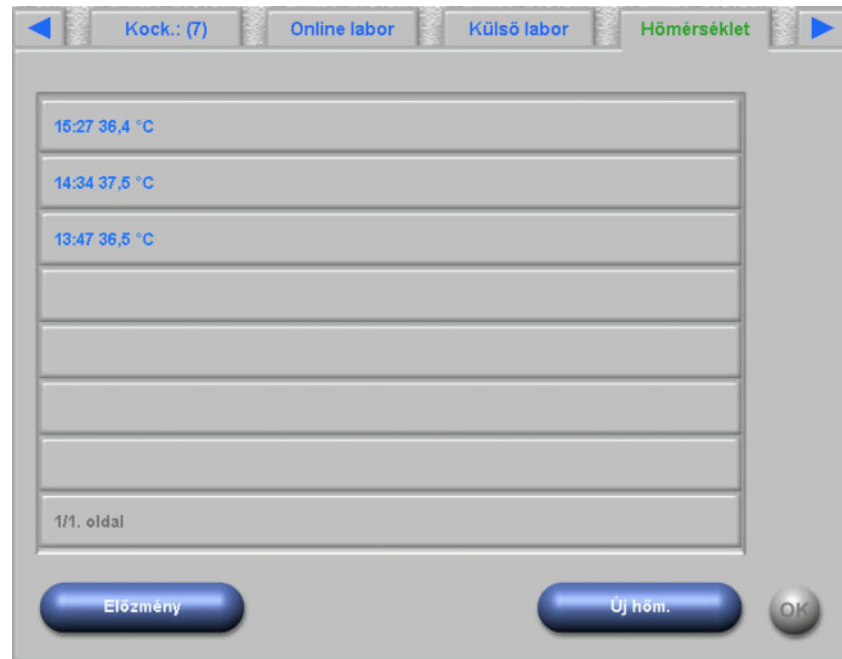 Kock.: (7) Online labor Külső labor Hőmérséklet
15:27 36,4 °C
14:34 37,5 °C
13:47 36,5 °C
1/1. oldal
Előzmény Új hőm. OK